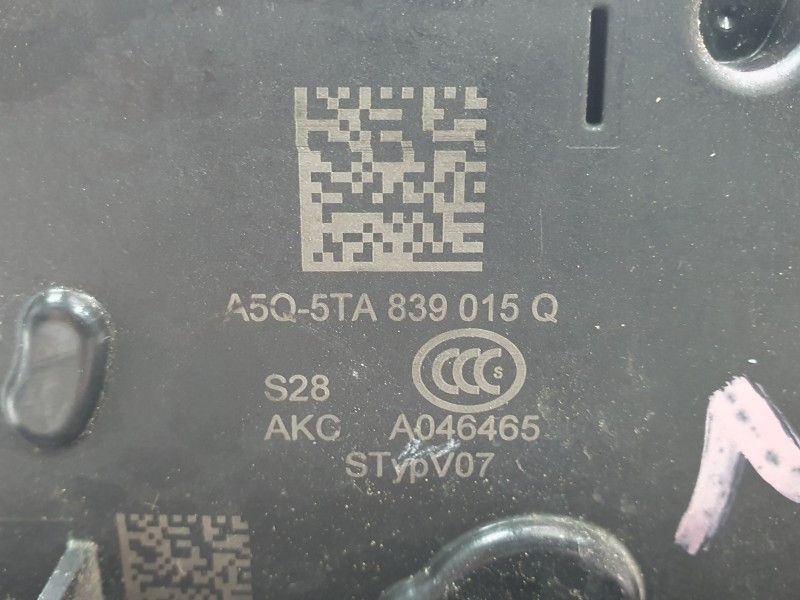 A5Q-5TA 839 015 Q
CCC S
S28
AKC A046465
STypV07